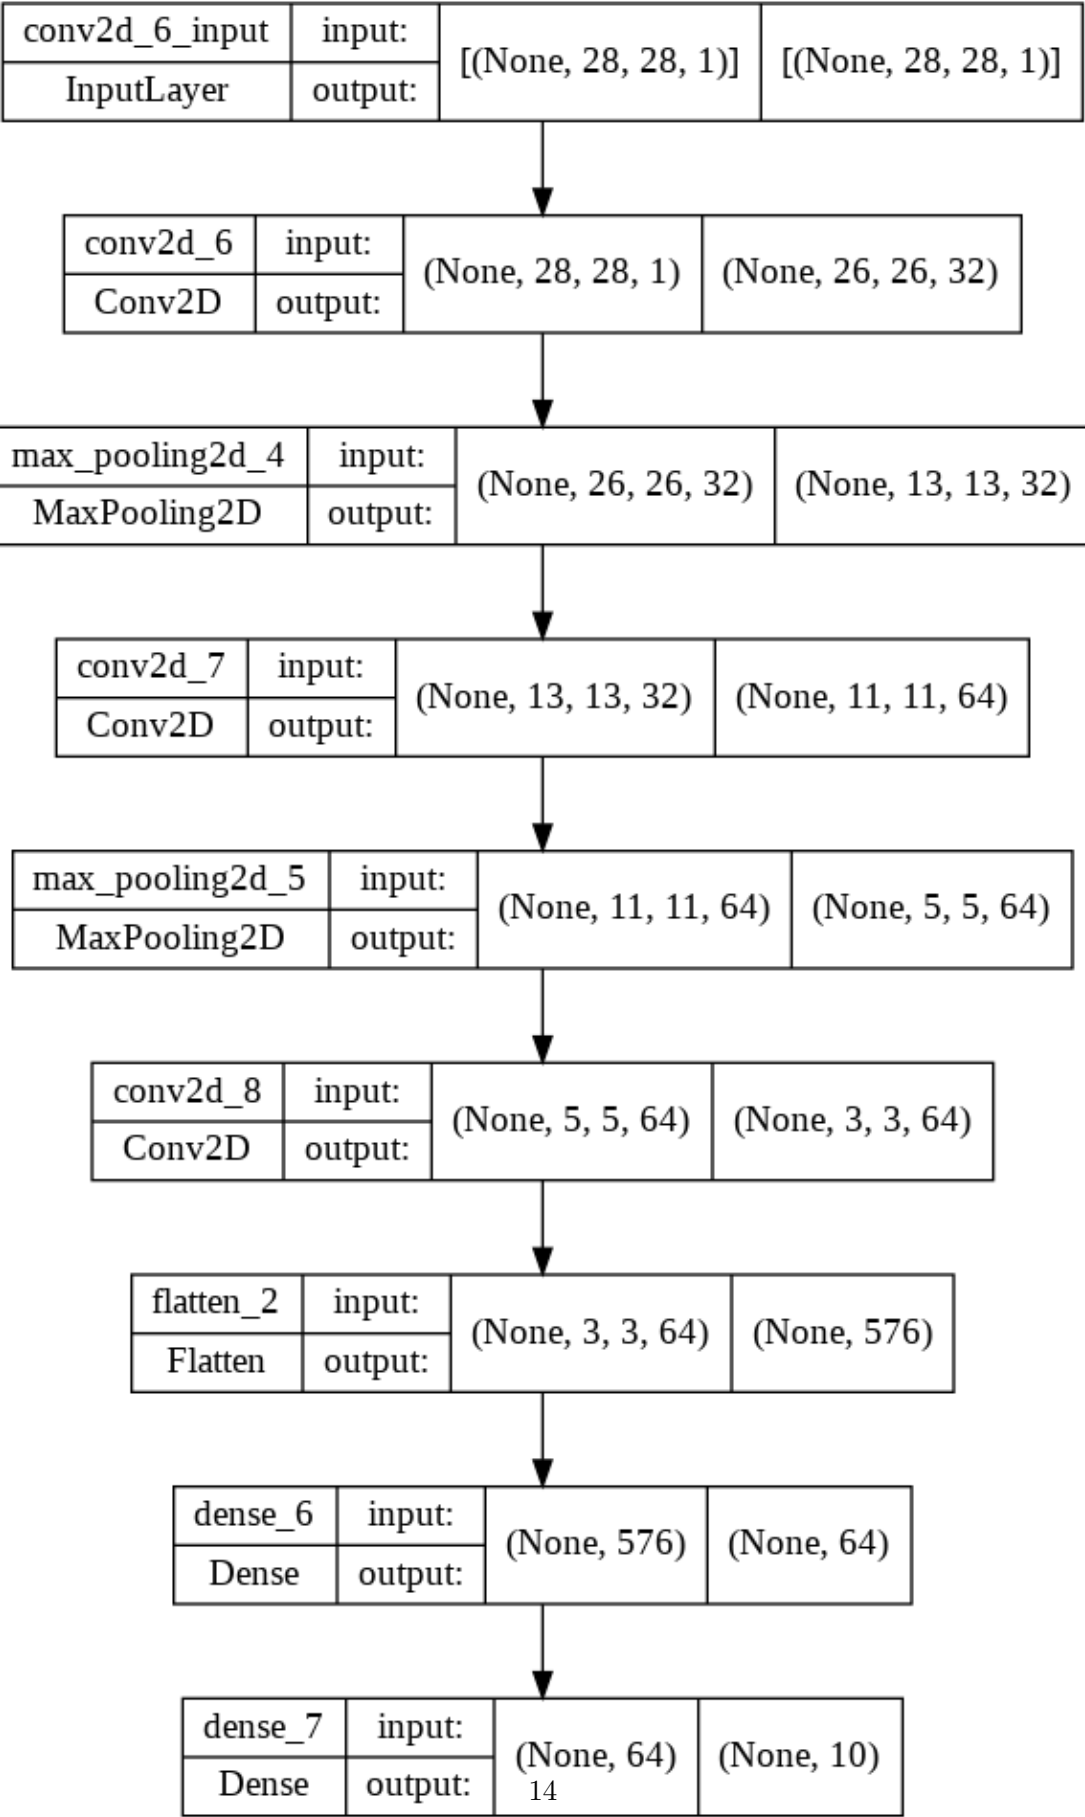 conv2d_6_input input: [(None, 28, 28, 1)] [(None, 28, 28, 1)]
InputLayer output:
conv2d_6 input: (None, 28, 28, 1) (None, 26, 26, 32)
Conv2D output:
max_pooling2d_4 input: (None, 26, 26, 32) (None, 13, 13, 32)
MaxPooling2D output:
conv2d_7 input: (None, 13, 13, 32) (None, 11, 11, 64)
Conv2D output:
max_pooling2d_5 input: (None, 11, 11, 64) (None, 5, 5, 64)
MaxPooling2D output:
conv2d_8 input: (None, 5, 5, 64) (None, 3, 3, 64)
Conv2D output:
flatten_2 input: (None, 3, 3, 64) (None, 576)
Flatten output:
dense_6 input: (None, 576) (None, 64)
Dense output:
dense_7 input: (None, 64) (None, 10)
Dense output:
14